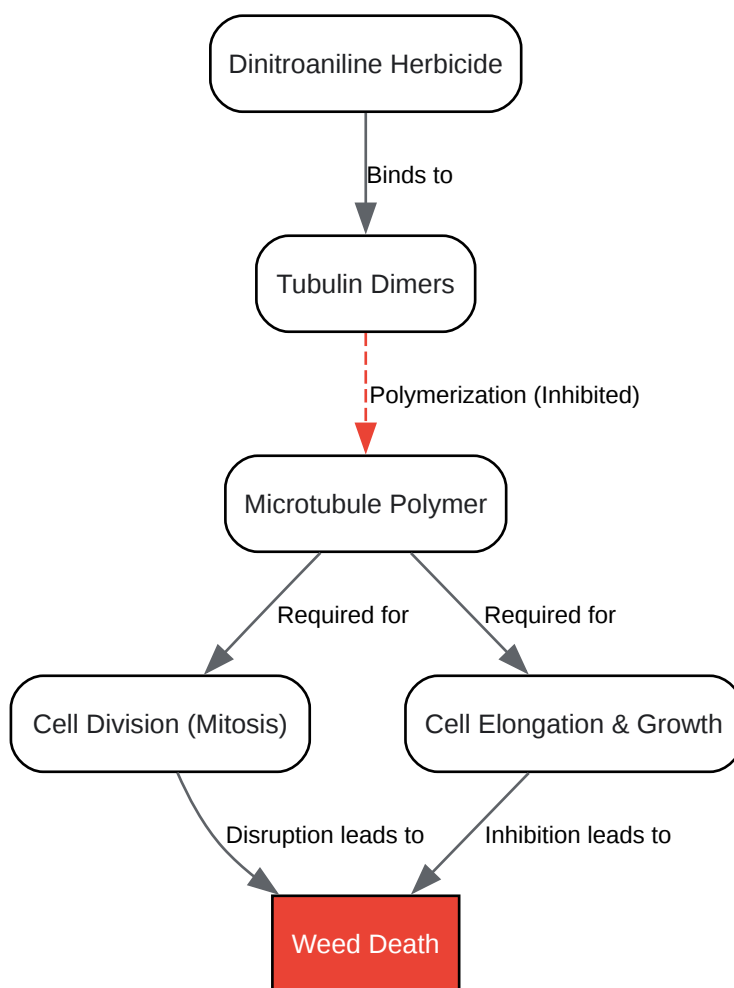 Dinitroaniline Herbicide
Binds to
Tubulin Dimers
Polymerization (Inhibited)
Microtubule Polymer
Required for
Required for
Cell Division (Mitosis)
Cell Elongation & Growth
Disruption leads to
Inhibition leads to
Weed Death